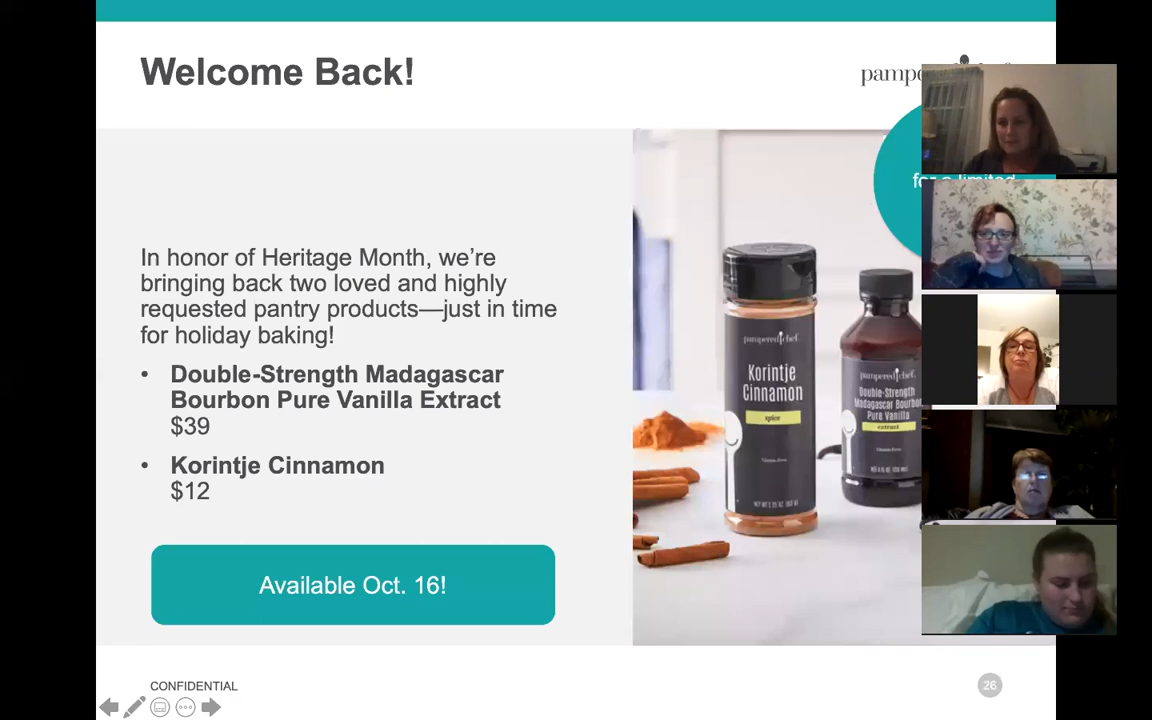 Welcome Back!
for a limited
In honor of Heritage Month, we’re
bringing back two loved and highly
requested pantry products—just in time
for holiday baking!
• Double-Strength Madagascar
Bourbon Pure Vanilla Extract
$39
• Korintje Cinnamon
$12
Available Oct. 16!
pampered chef
Korintje
Cinnamon
spice
pampered chef
Double-Strength
Madagascar Bourbon
Pure Vanilla
extract
CONFIDENTIAL
26